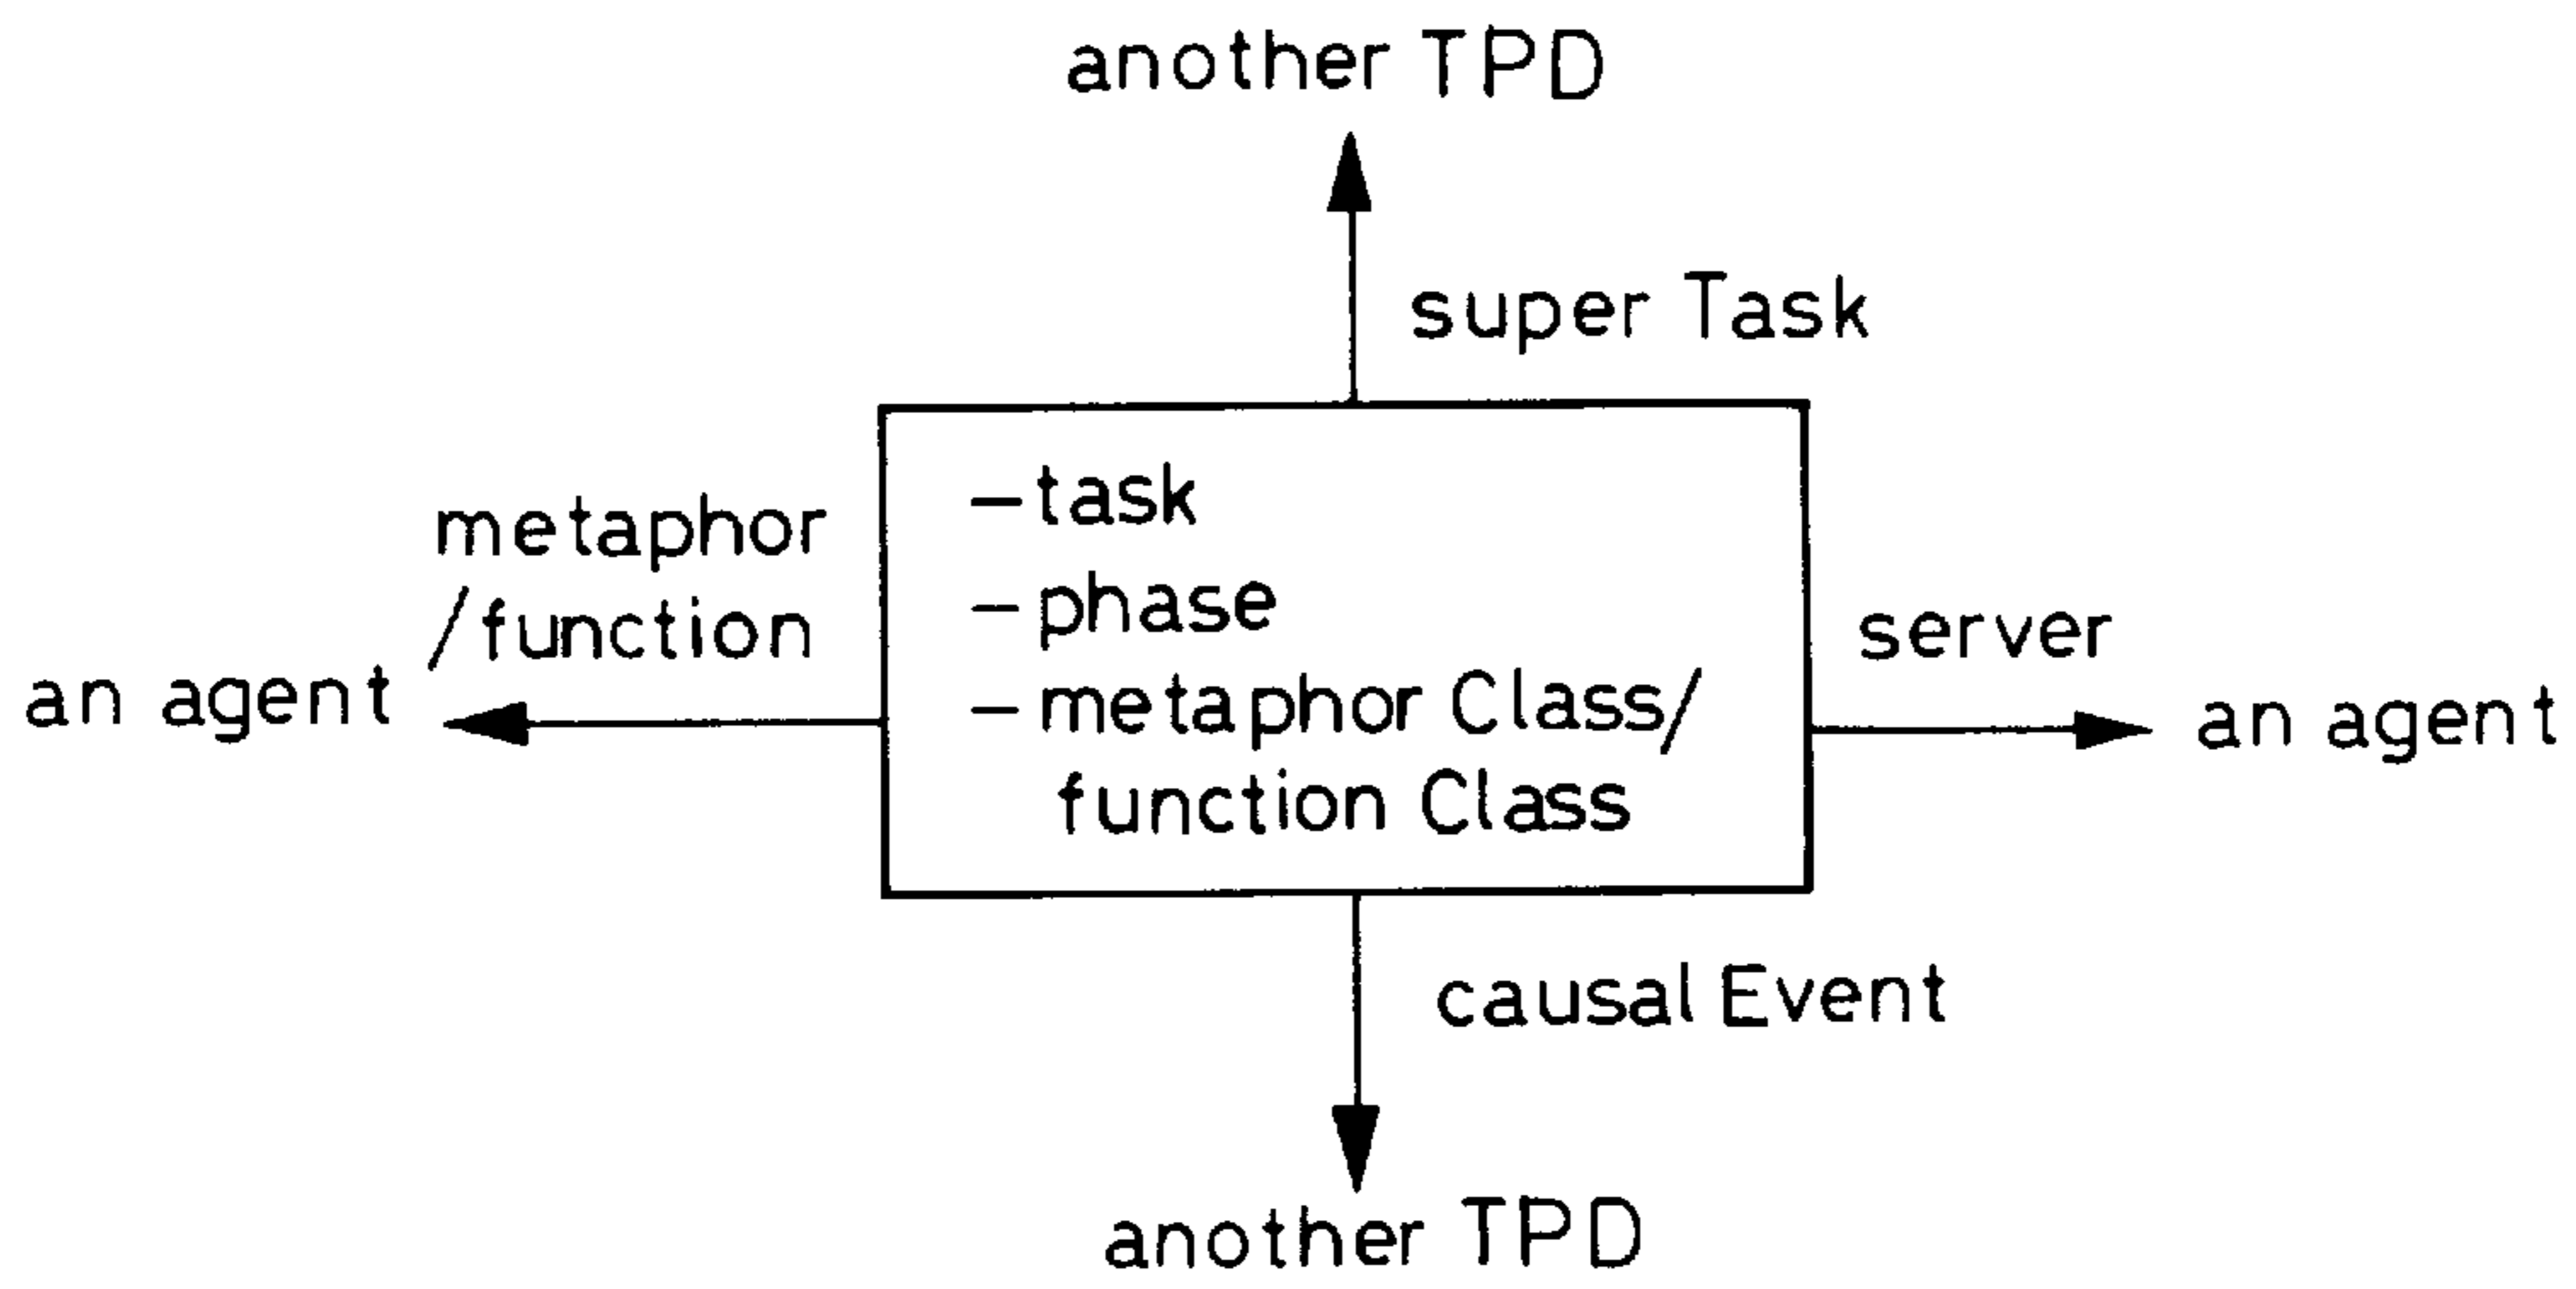 another TPD
super Task
metaphor
/function
an agent
– task
– phase
– metaphor Class/
function Class
server
an agent
causal Event
another TPD